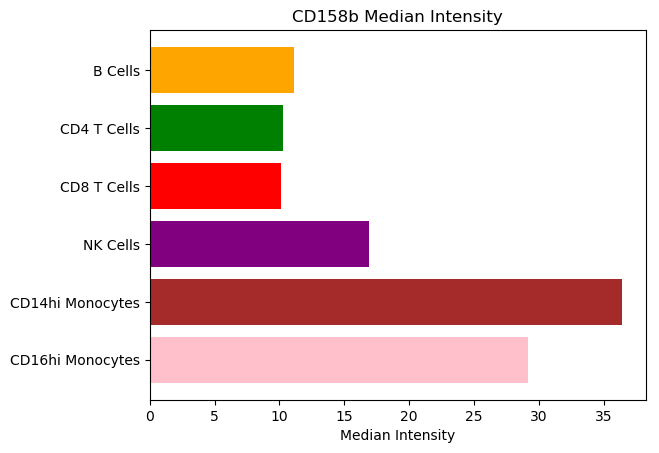 CD158b Median Intensity
B Cells
CD4 T Cells
CD8 T Cells
NK Cells
CD14hi Monocytes
CD16hi Monocytes
0 5 10 15 20 25 30 35
Median Intensity